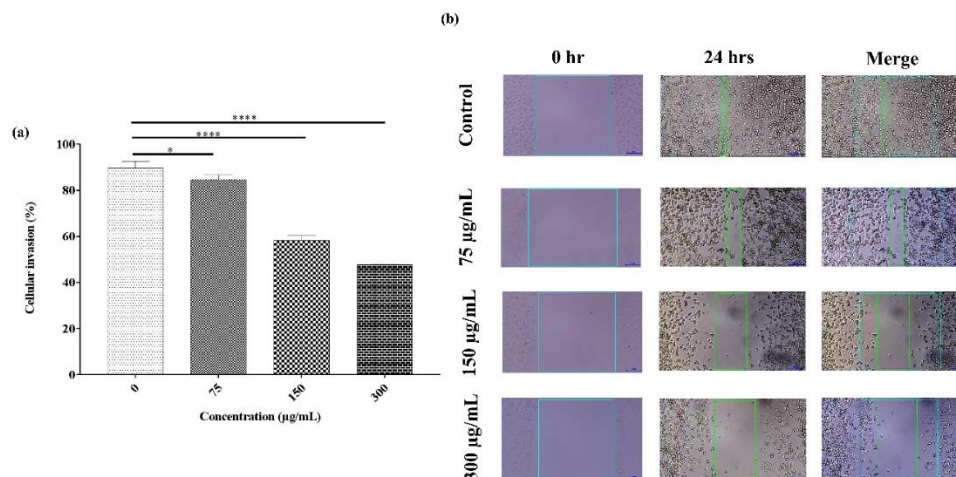 (a)
****
****
*
100
80
60
40
20
0
Cellular invasion (%)
0
75
150
300
Concentration (µg/mL)
(b)
0 hr
24 hrs
Merge
Control
75 µg/mL
150 µg/mL
300 µg/mL